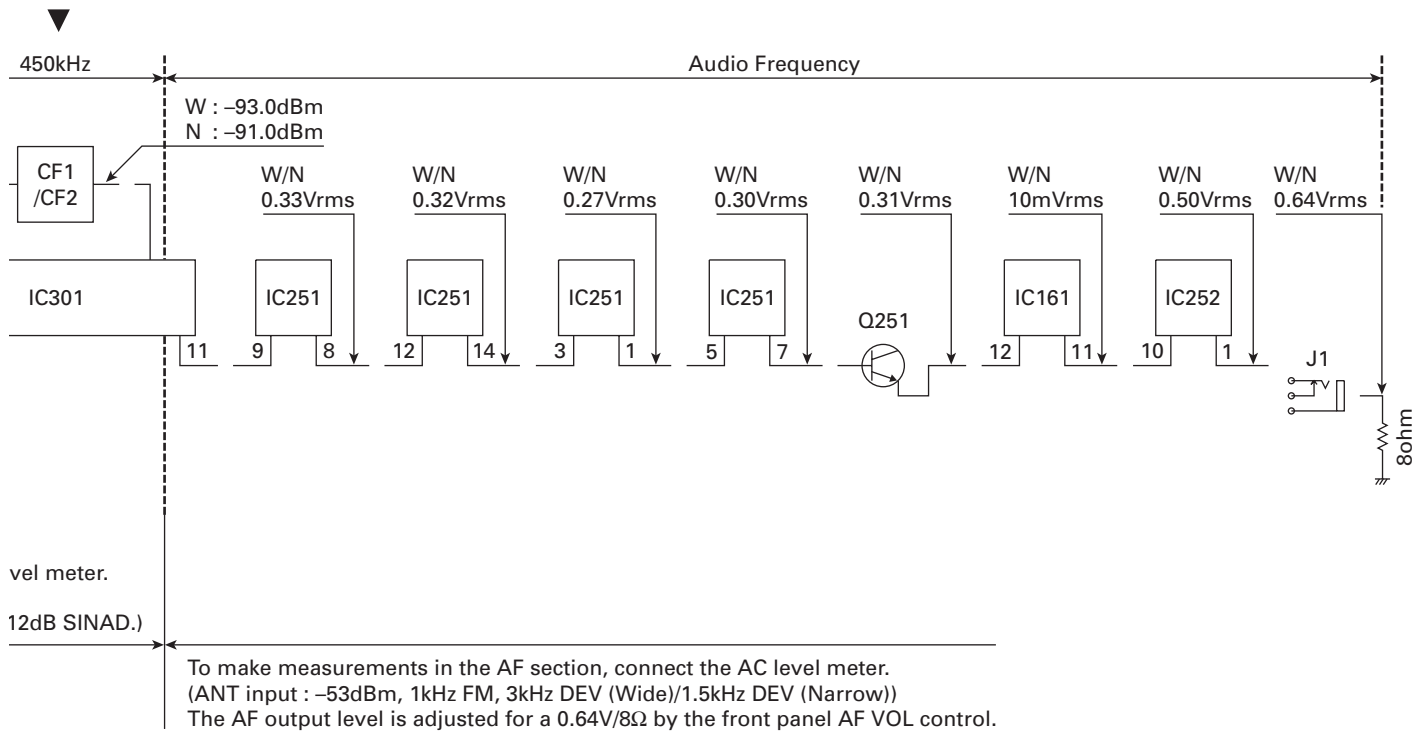 450kHz
Audio Frequency
W : –93.0dBm
N : –91.0dBm
CF1
/CF2
W/N
0.33Vrms
W/N
0.32Vrms
W/N
0.27Vrms
W/N
0.30Vrms
W/N
0.31Vrms
W/N
10mVrms
W/N
0.50Vrms
W/N
0.64Vrms
IC301
IC251
IC251
IC251
IC251
Q251
IC161
IC252
J1
11
9
8
12
14
3
1
5
7
12
11
10
1
8ohm
vel meter.
12dB SINAD.)
To make measurements in the AF section, connect the AC level meter.
(ANT input : –53dBm, 1kHz FM, 3kHz DEV (Wide)/1.5kHz DEV (Narrow))
The AF output level is adjusted for a 0.64V/8Ω by the front panel AF VOL control.